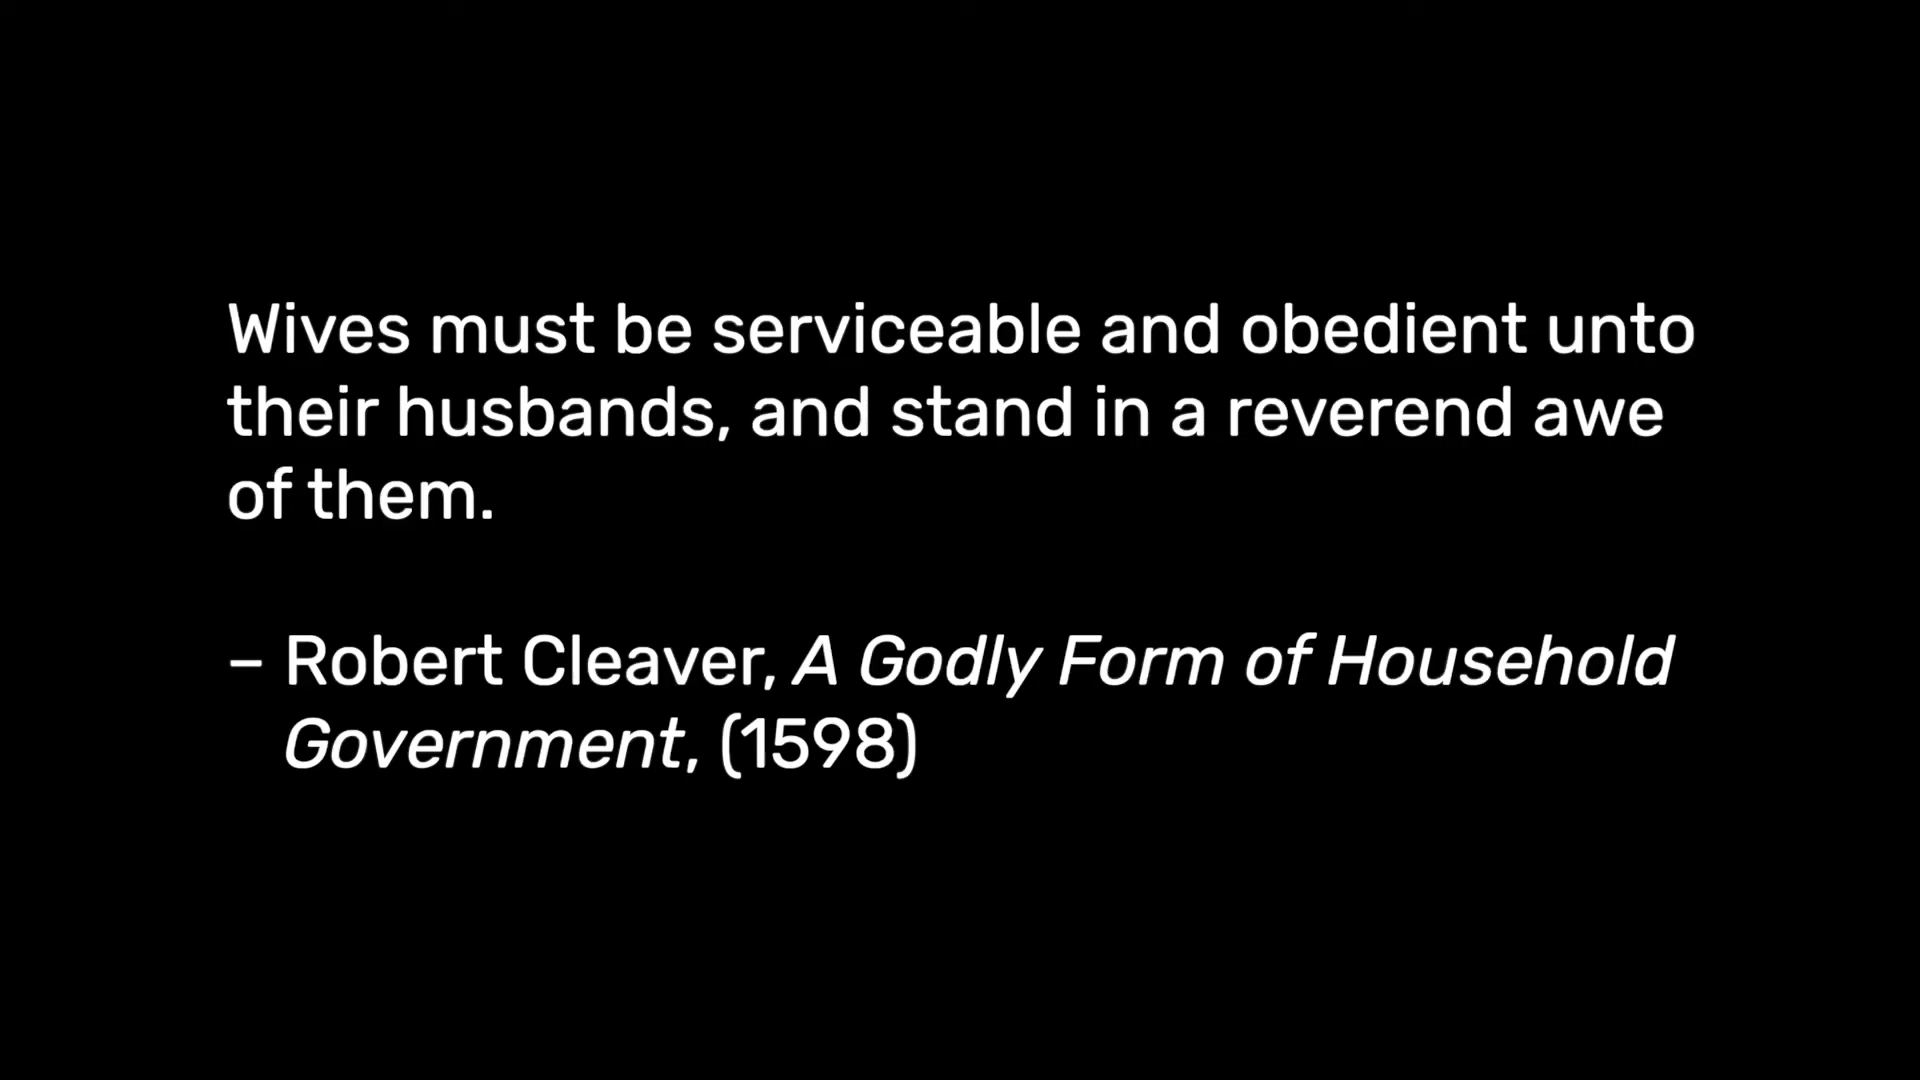 Wives must be serviceable and obedient unto
their husbands, and stand in a reverend awe
of them.
– Robert Cleaver, A Godly Form of Household
Government, (1598)